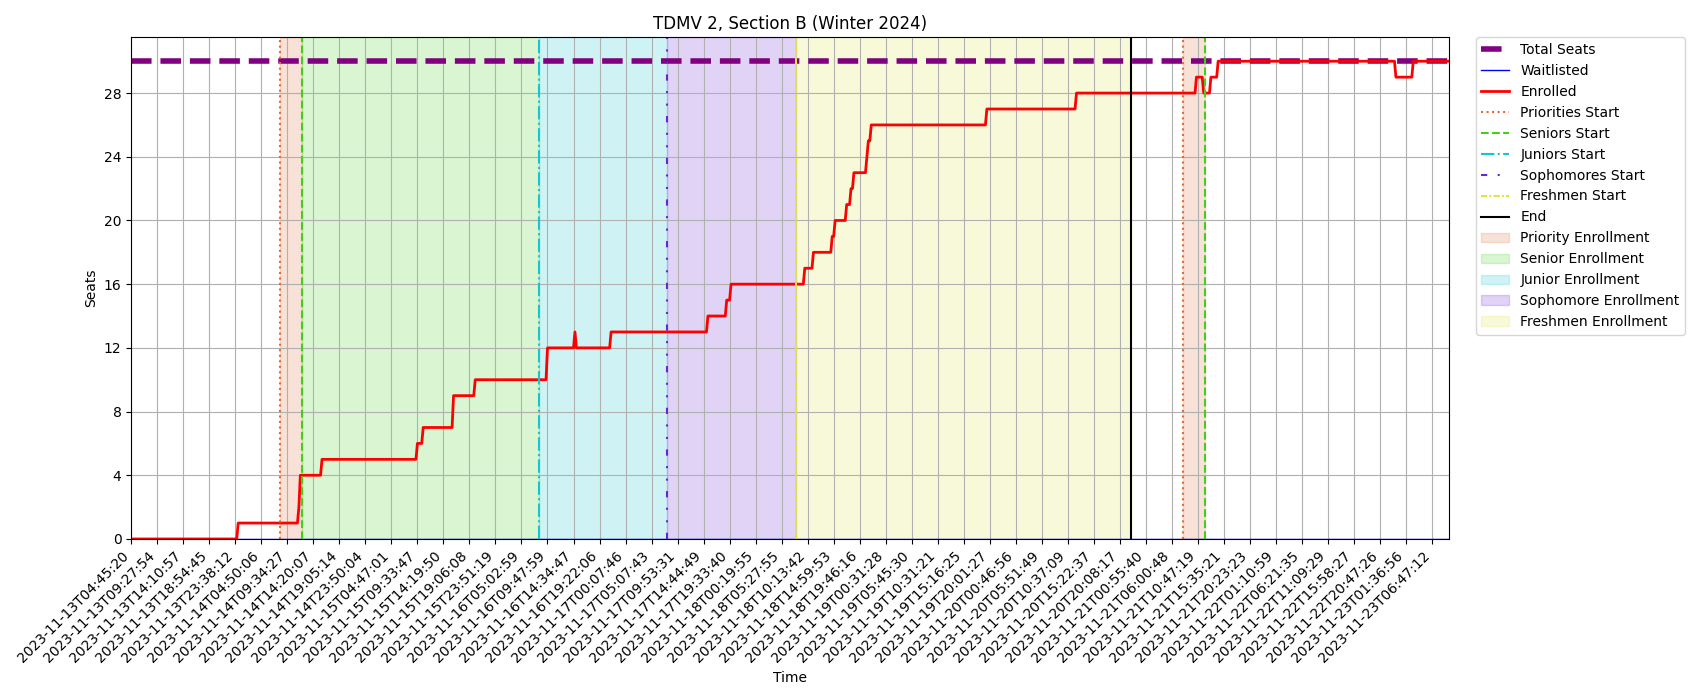 TDMV 2, Section B (Winter 2024)
Total Seats
Waitlisted
Enrolled
Priorities Start
Seniors Start
Juniors Start
Sophomores Start
Freshmen Start
End
Priority Enrollment
Senior Enrollment
Junior Enrollment
Sophomore Enrollment
Freshmen Enrollment
Seats
28
24
20
16
12
8
4
0
2023-11-13T04:45:20
2023-11-13T09:27:54
2023-11-13T14:10:57
2023-11-13T18:54:45
2023-11-13T23:38:12
2023-11-14T04:50:06
2023-11-14T09:34:27
2023-11-14T14:20:07
2023-11-14T19:05:14
2023-11-14T23:50:04
2023-11-15T04:47:01
2023-11-15T09:33:47
2023-11-15T14:19:50
2023-11-15T19:06:08
2023-11-15T23:51:19
2023-11-16T05:02:59
2023-11-16T09:47:59
2023-11-16T14:34:47
2023-11-16T19:22:06
2023-11-17T00:07:46
2023-11-17T05:07:43
2023-11-17T09:53:31
2023-11-17T14:44:49
2023-11-17T19:33:40
2023-11-18T00:19:55
2023-11-18T05:27:55
2023-11-18T10:13:42
2023-11-18T14:59:53
2023-11-18T19:46:16
2023-11-19T00:31:28
2023-11-19T05:45:30
2023-11-19T10:31:21
2023-11-19T15:16:25
2023-11-19T20:01:27
2023-11-20T00:46:56
2023-11-20T05:51:49
2023-11-20T10:37:09
2023-11-20T15:22:37
2023-11-20T20:08:17
2023-11-21T00:55:40
2023-11-21T06:00:48
2023-11-21T10:47:19
2023-11-21T15:35:21
2023-11-21T20:23:23
2023-11-22T01:10:59
2023-11-22T06:21:35
2023-11-22T11:09:29
2023-11-22T15:58:27
2023-11-22T20:47:26
2023-11-23T01:36:56
2023-11-23T06:47:12
Time